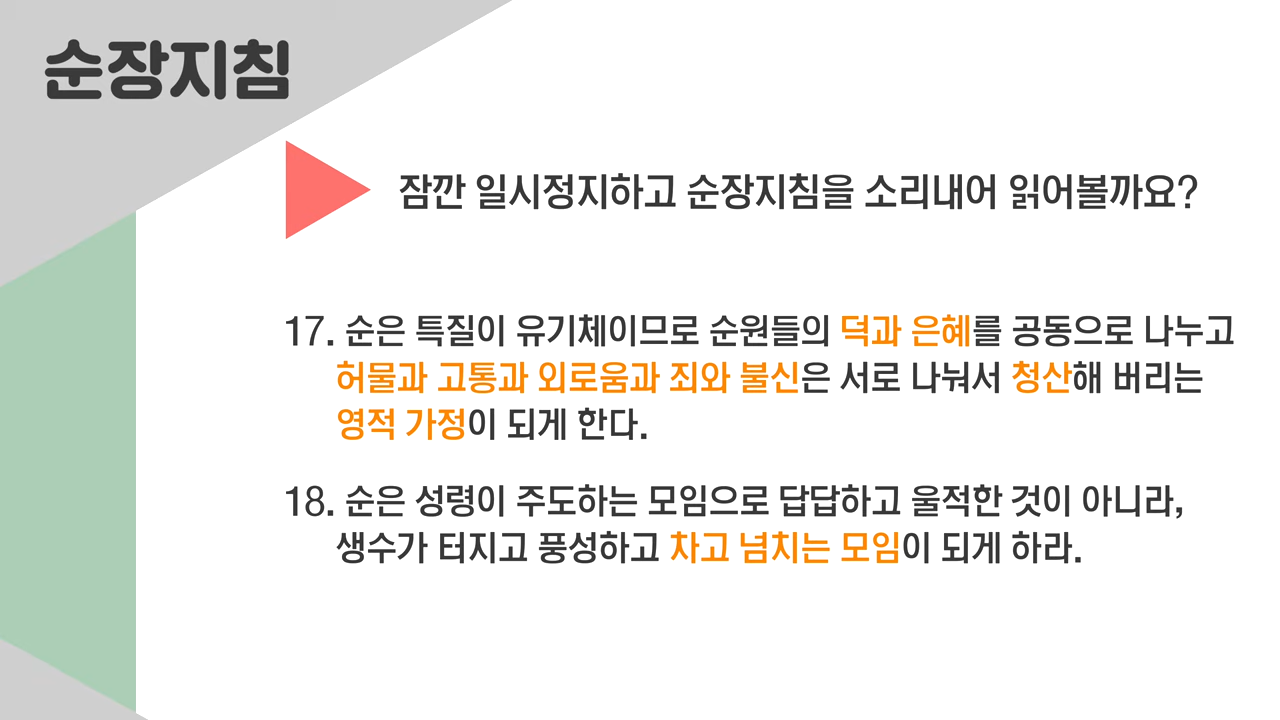 순장지침
잠깐 일시정지하고 순장지침을 소리내어 읽어볼까요?
17. 순은 특질이 유기체이므로 순원들의 덕과 은혜를 공동으로 나누고
허물과 고통과 외로움과 죄와 불신은 서로 나눠서 청산해 버리는
영적 가정이 되게 한다.
18. 순은 성령이 주도하는 모임으로 답답하고 울적한 것이 아니라,
생수가 터지고 풍성하고 차고 넘치는 모임이 되게 하라.